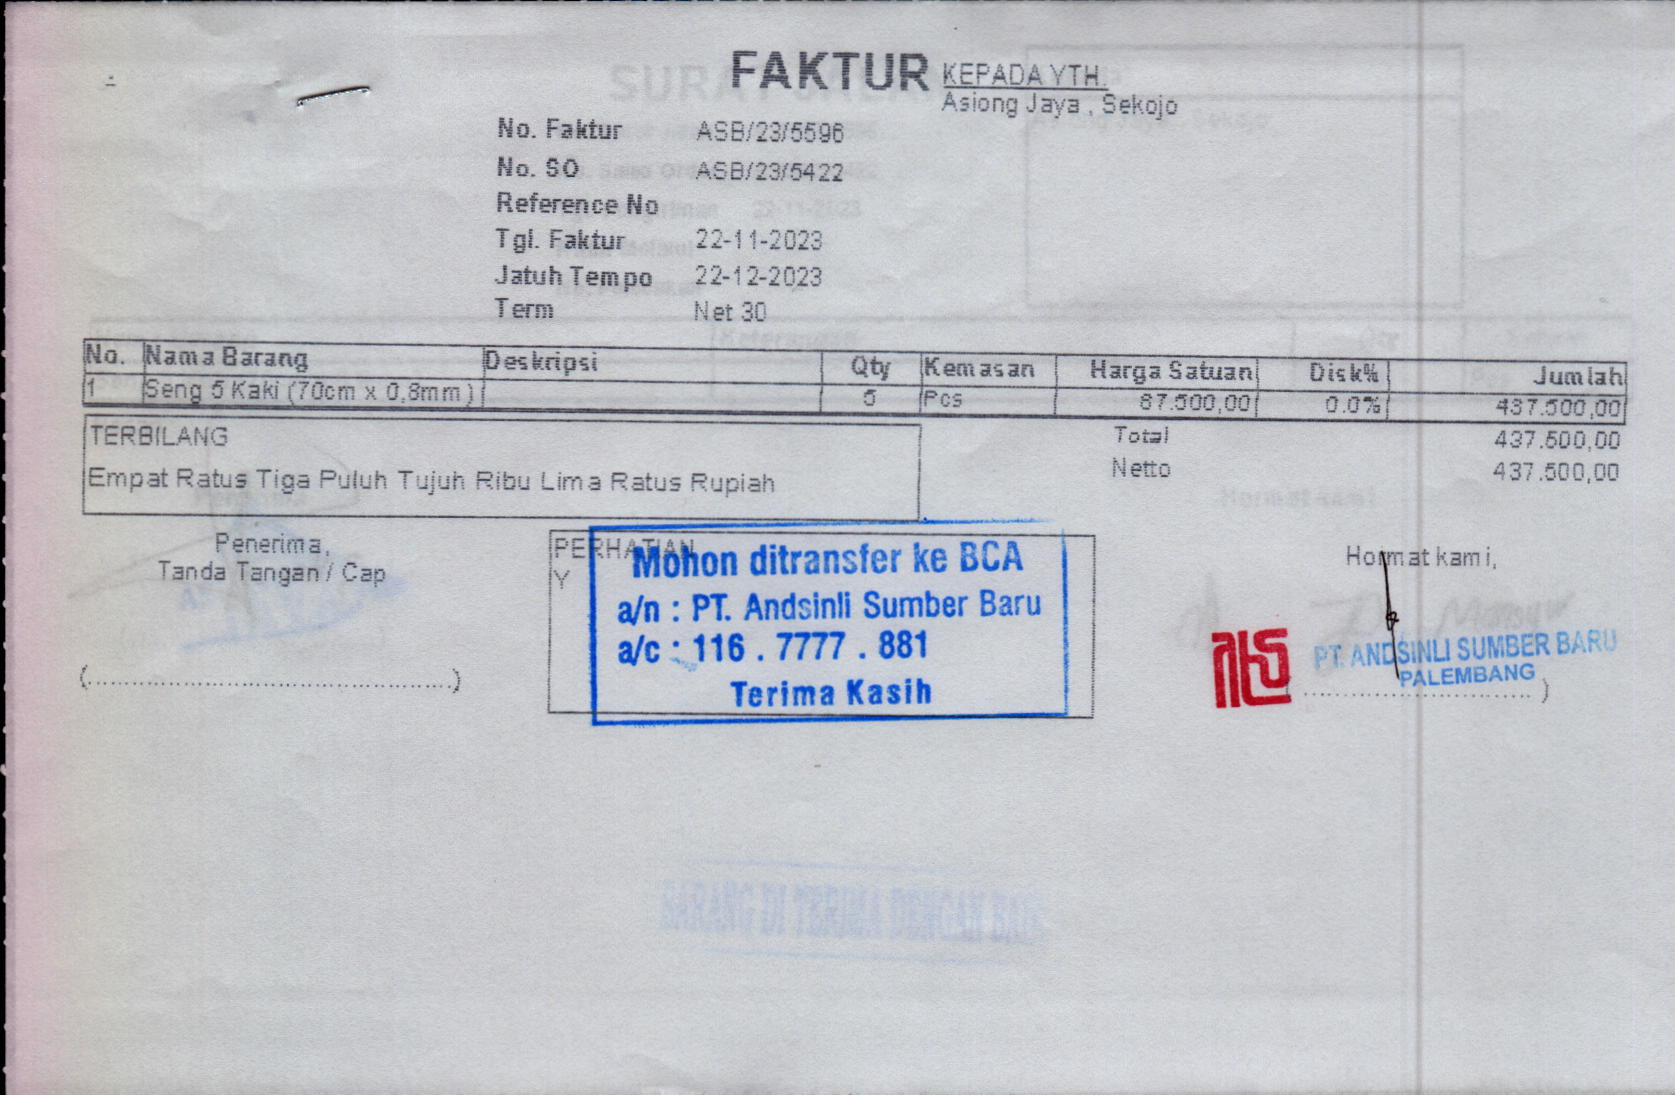 FAKTUR
KEPADA YTH.
Asiong Jaya , Sekojo
No. Faktur ASB/23/5596
No. SO ASB/23/5422
Reference No
Tgl. Faktur 22-11-2023
Jatuh Tempo 22-12-2023
Term Net 30
No. Nama Barang Deskripsi Qty Kemasan Harga Satuan Disk% Jumlah
1 Seng 5 Kaki (70cm x 0,8mm) 5 Pcs 87.500,00 0.0% 437.500,00
TERBILANG
Empat Ratus Tiga Puluh Tujuh Ribu Lima Ratus Rupiah
Total 437.500,00
Netto 437.500,00
Penerima,
Tanda Tangan / Cap
(..........................................)
PERHATIAN
Y
Mohon ditransfer ke BCA
a/n : PT. Andsinli Sumber Baru
a/c : 116 . 7777 . 881
Terima Kasih
Hormat kami,
PT. ANDSINLI SUMBER BARU
PALEMBANG
BARANG DI TERIMA DENGAN BAIK